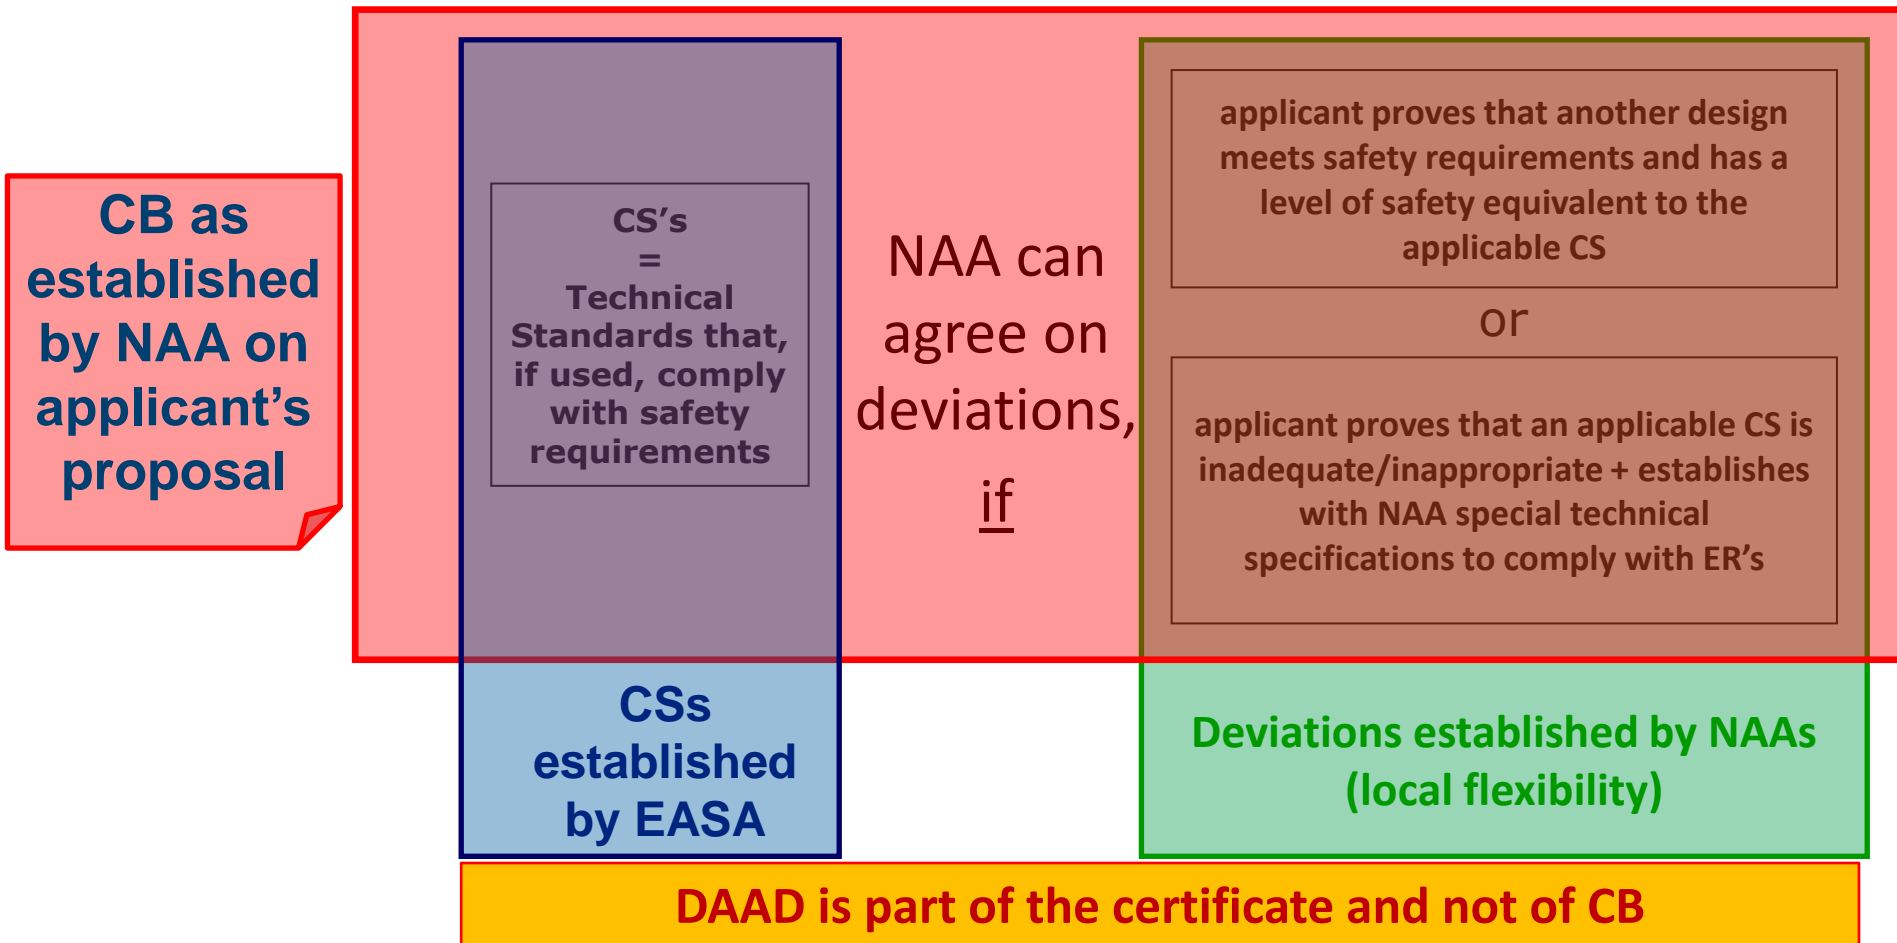 CB as
established
by NAA on
applicant’s
proposal
CS’s
=
Technical
Standards that,
if used, comply
with safety
requirements
CSs
established
by EASA
NAA can
agree on
deviations,
if
applicant proves that another design
meets safety requirements and has a
level of safety equivalent to the
applicable CS
or
applicant proves that an applicable CS is
inadequate/inappropriate + establishes
with NAA special technical
specifications to comply with ER’s
Deviations established by NAAs
(local flexibility)
DAAD is part of the certificate and not of CB